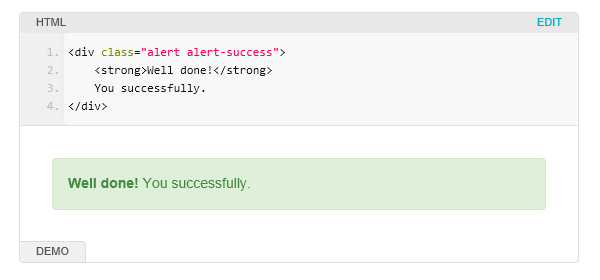 HTML EDIT
1. <div class="alert alert-success">
2.     <strong>Well done!</strong>
3.     You successfully.
4. </div>
Well done! You successfully.
DEMO